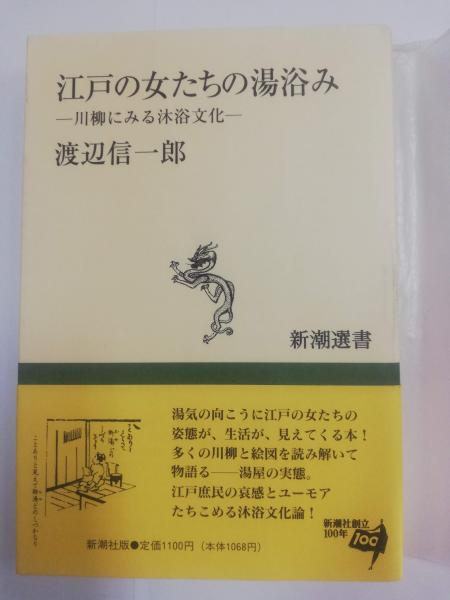 江戸の女たちの湯浴み
―川柳にみる沐浴文化―
渡辺信一郎
新潮選書
湯気の向こうに江戸の女たちの
姿態が、生活が、見えてくる本！
多くの川柳と絵図を読み解いて
物語る――湯屋の実態。
江戸庶民の哀感とユーモア
たちこめる沐浴文化論！
新潮社創立
100年
100
新潮社版●定価1100円（本体1068円）